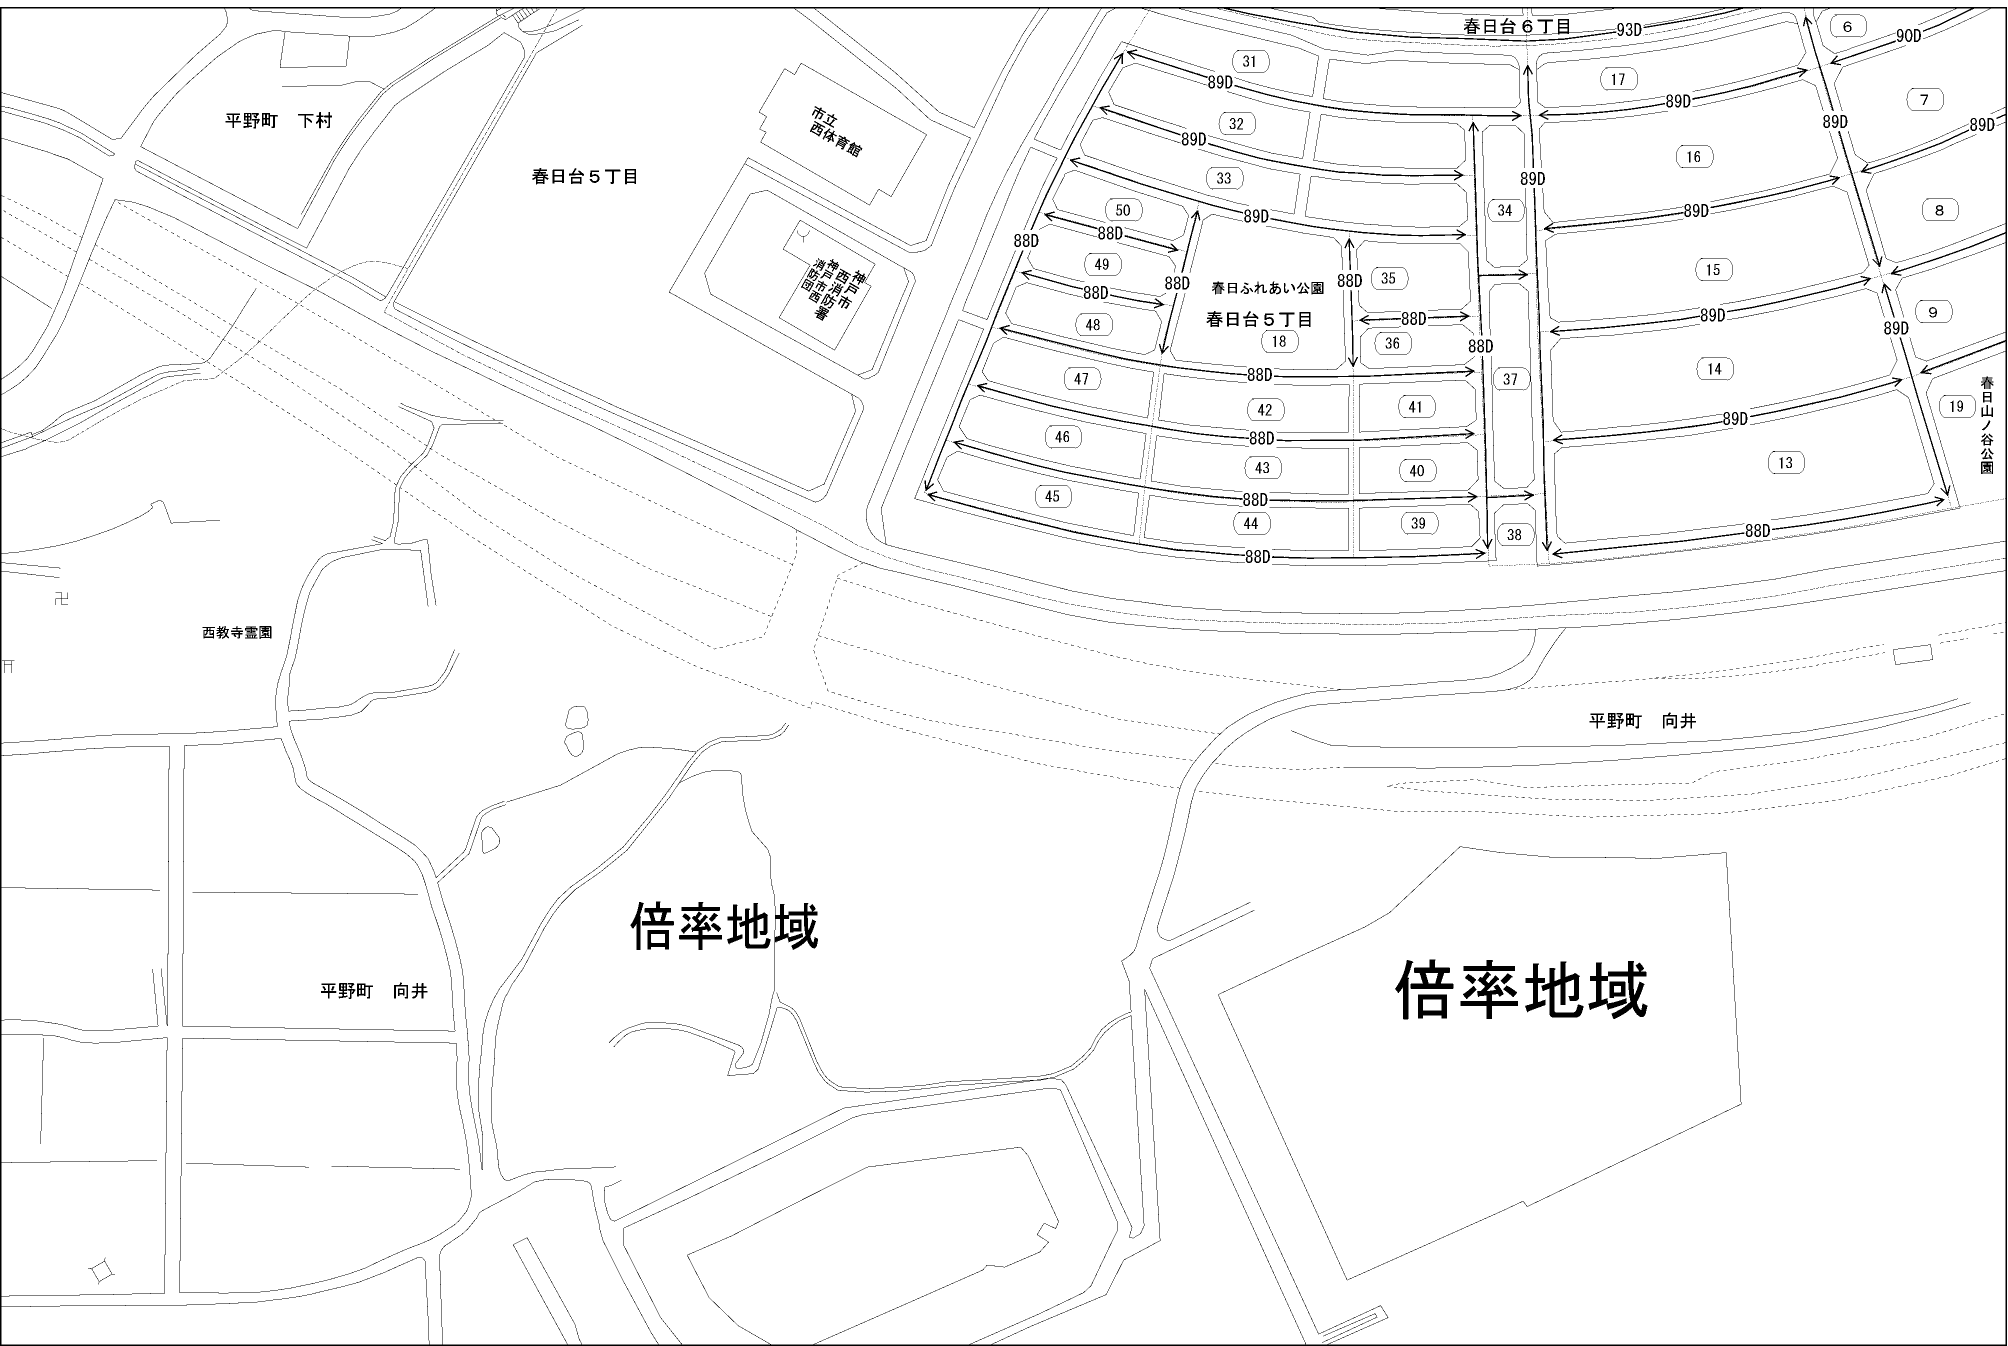 春日台６丁目
93D
6
90D
31
89D
17
89D
7
平野町　下村
市立
西体育館
32
89D
89D
89D
16
春日台５丁目
33
89D
50
34
89D
8
89D
88D
88D
49
88D
88D
35
88D
15
神戸市
西消防署
神戸市西
消防団
春日ふれあい公園
春日台５丁目
18
48
88D
36
88D
89D
89D
9
47
88D
37
14
42
41
19
春日山ノ谷公園
46
88D
89D
43
40
13
45
88D
44
39
38
88D
88D
卍
西教寺霊園
平野町　向井
倍率地域
倍率地域
平野町　向井